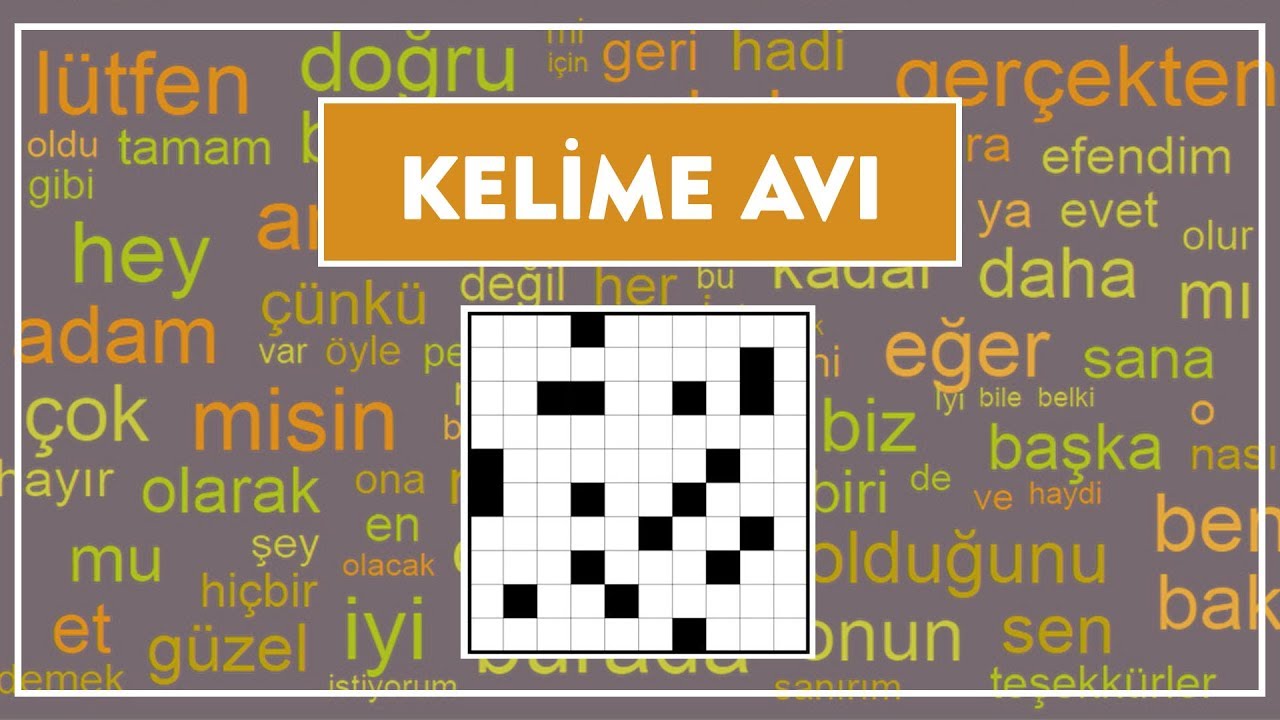 lütfen doğru mi için geri hadi gerçekten
KELİME AVI
oldu tamam efendim
gibi ya evet
hey olur
değil her bu kadar daha mı
çünkü
adam var öyle eğer sana
çok misin iyi bile belki o
biz başka
hayır olarak ona biri de ve haydi
en ben
mu şey olacak olduğunu
hiçbir bak
et güzel iyi onun sen
demek istiyorum burada sanırım teşekkürler